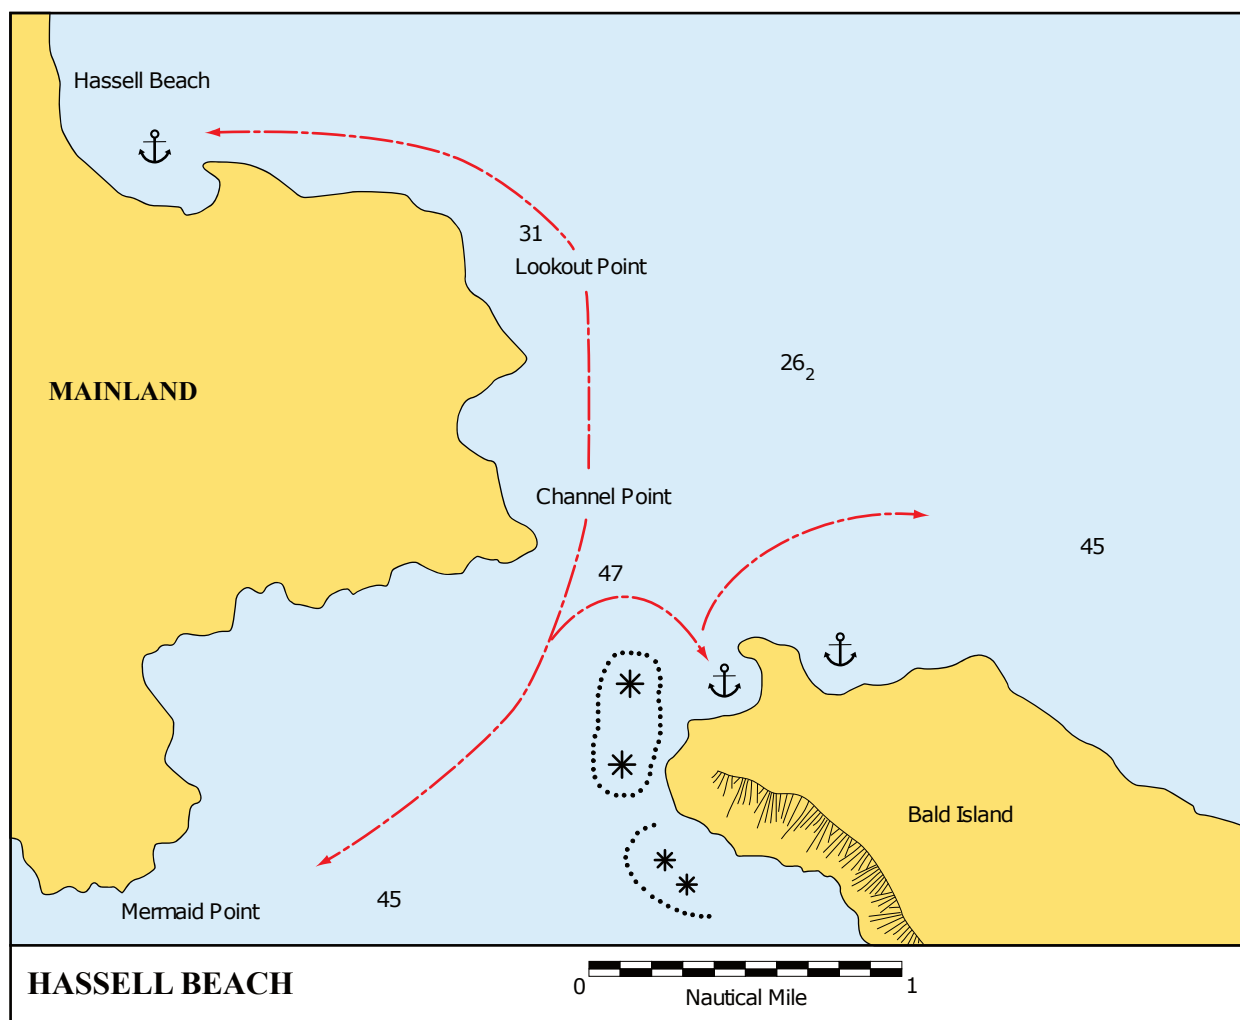 Hassell Beach
31
Lookout Point
26₂
MAINLAND
Channel Point
45
47
Bald Island
45
Mermaid Point
HASSELL BEACH
0 1
Nautical Mile